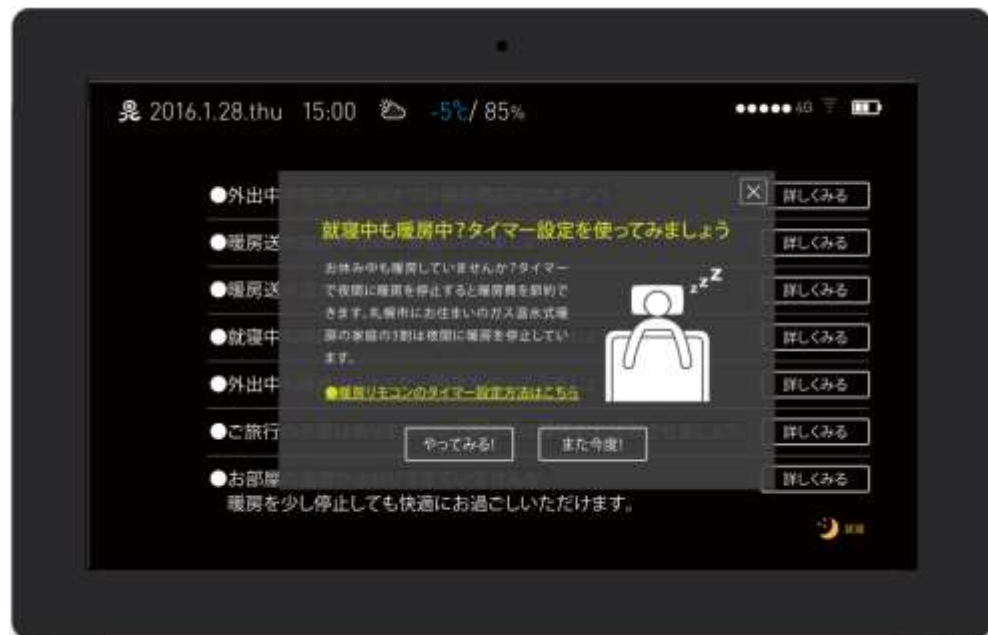 2016.1.28.thu 15:00 -5℃/ 85% 4G
●外出中
詳しくみる
●暖房送
詳しくみる
●暖房送
詳しくみる
●就寝中
詳しくみる
●外出中
詳しくみる
●ご旅行
詳しくみる
●お部屋
詳しくみる
暖房を少し停止しても快適にお過ごしいただけます。
就寝中も暖房中?タイマー設定を使ってみましょう
お休み中も暖房していませんか?タイマー
で夜間に暖房を停止すると暖房費を節約で
きます。札幌市にお住まいのガス温水式暖
房の家庭の3割は夜間に暖房を停止してい
ます。
●暖房リモコンのタイマー設定方法はこちら
やってみる!
また今度!
zzz